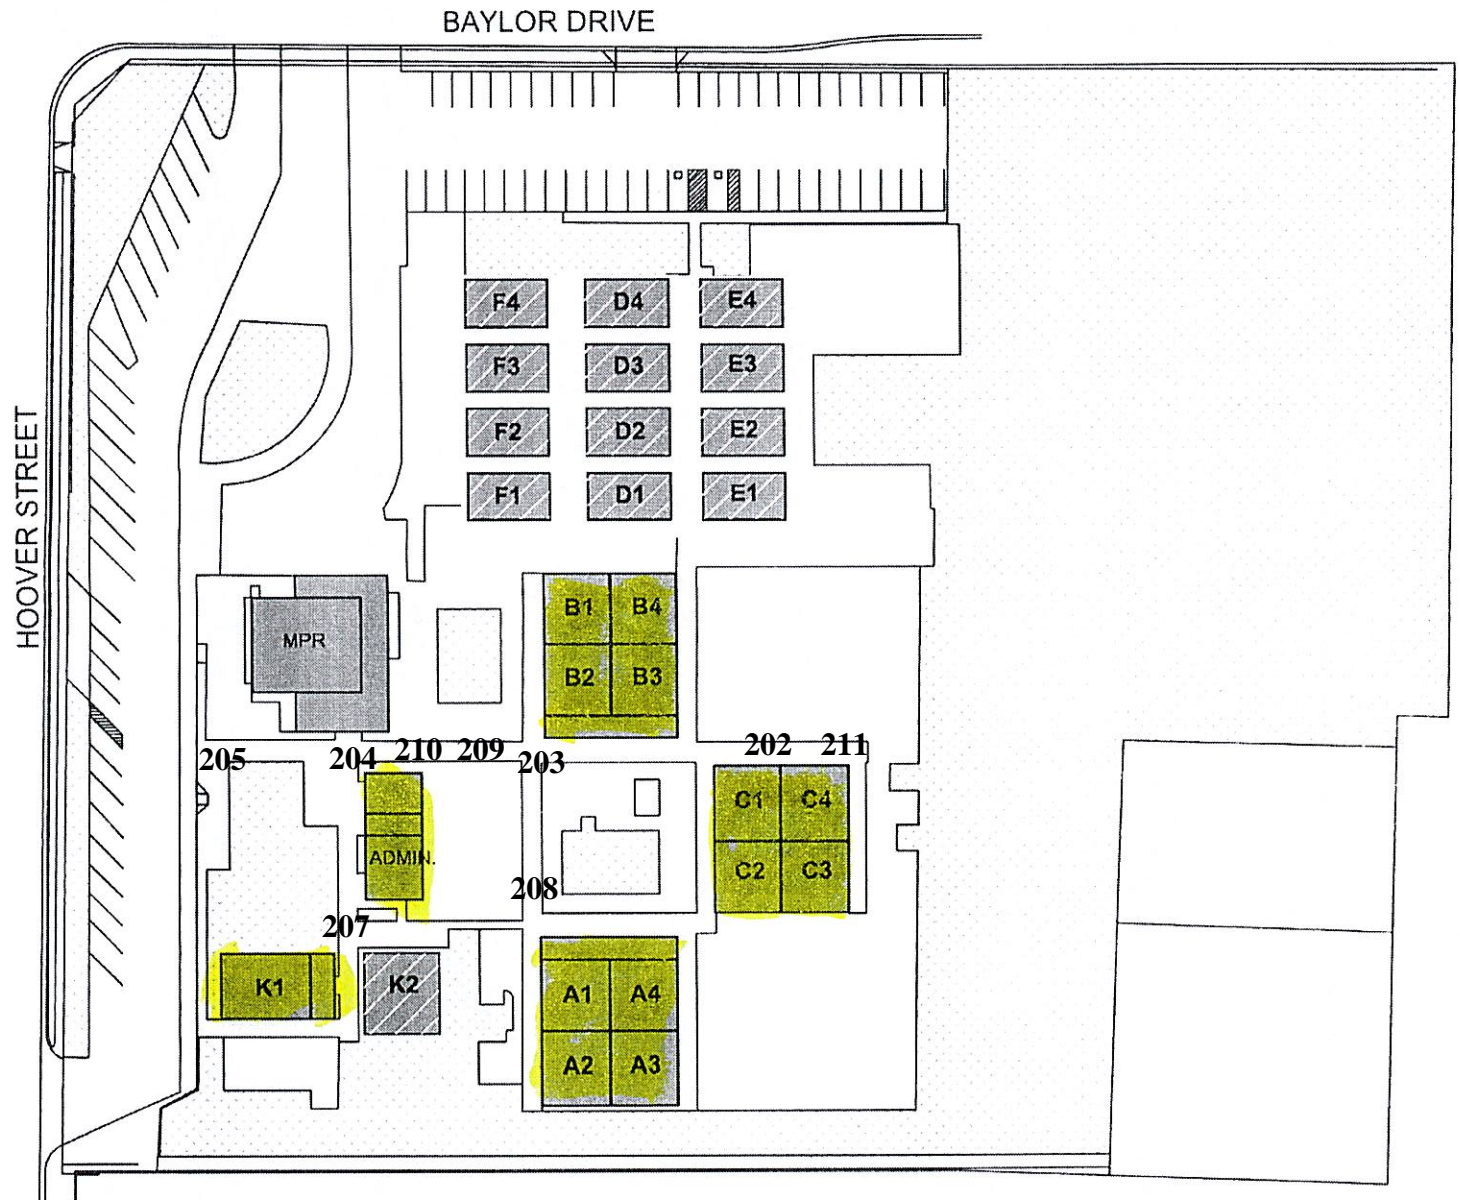 BAYLOR DRIVE
HOOVER STREET
F4 D4 E4
F3 D3 E3
F2 D2 E2
F1 D1 E1
B1 B4
MPR
B2 B3
205 204 210 209 203 202 211
C1 C4
ADMIN.
C2 C3
208
207
K1 K2
A1 A4
A2 A3